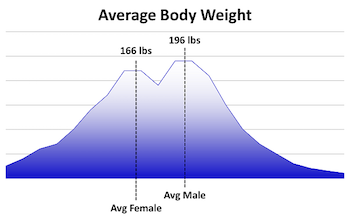 Average Body Weight
196 lbs
166 lbs
Avg Male
Avg Female